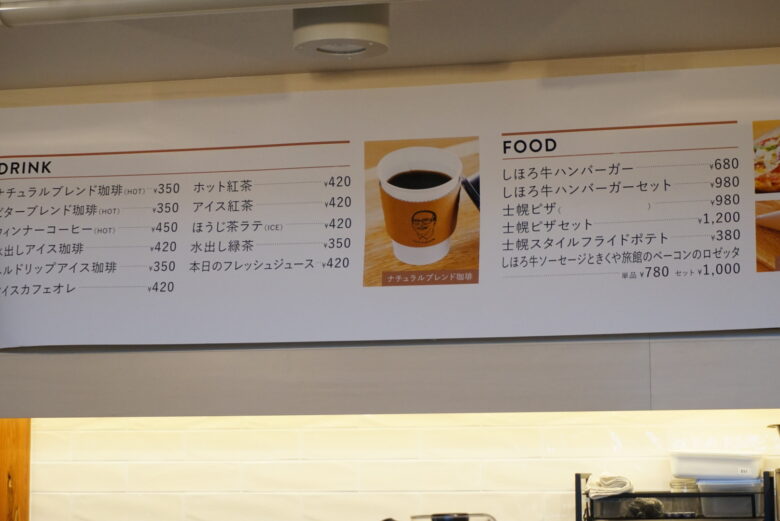 DRINK
ナチュラルブレンド珈琲(HOT) ¥350
ビターブレンド珈琲(HOT) ¥350
ウィンナーコーヒー(HOT) ¥450
水出しアイス珈琲 ¥420
ルドリップアイス珈琲 ¥350
イスカフェオレ ¥420
ホット紅茶 ¥420
アイス紅茶 ¥420
ほうじ茶ラテ(ICE) ¥420
水出し緑茶 ¥350
本日のフレッシュジュース ¥420
ナチュラルブレンド珈琲
FOOD
しほろ牛ハンバーガー ¥680
しほろ牛ハンバーガーセット ¥980
士幌ピザ( ) ¥980
士幌ピザセット ¥1,200
士幌スタイルフライドポテト ¥380
しほろ牛ソーセージときくや旅館のベーコンのロゼッタ
単品 ¥780 セット ¥1,000